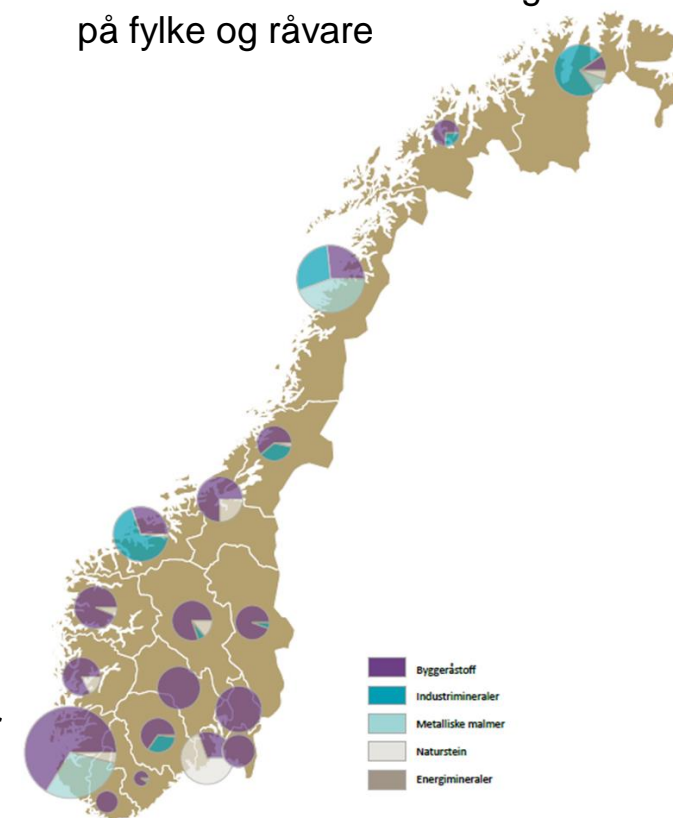 på fylke og råvare
Byggeråstoff
Industrimineraler
Metalliske malmer
Naturstein
Energimineraler